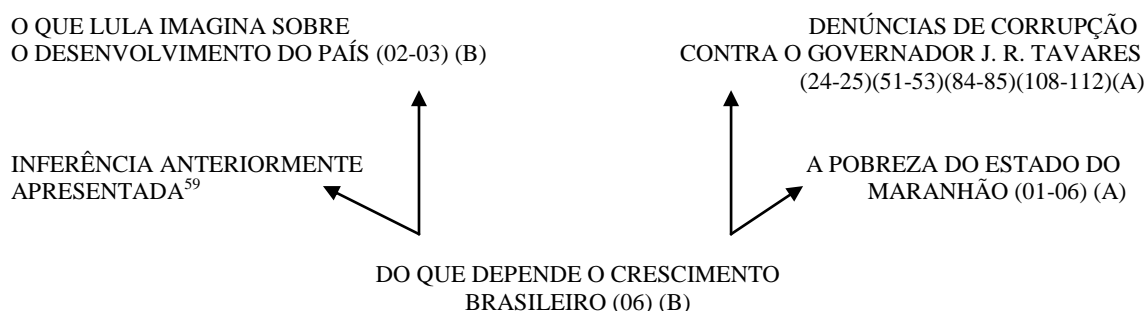 O QUE LULA IMAGINA SOBRE
O DESENVOLVIMENTO DO PAÍS (02-03) (B)
DENÚNCIAS DE CORRUPÇÃO
CONTRA O GOVERNADOR J. R. TAVARES
(24-25)(51-53)(84-85)(108-112)(A)
INFERÊNCIA ANTERIORMENTE
APRESENTADA⁵⁹
A POBREZA DO ESTADO DO
MARANHÃO (01-06) (A)
DO QUE DEPENDE O CRESCIMENTO
BRASILEIRO (06) (B)